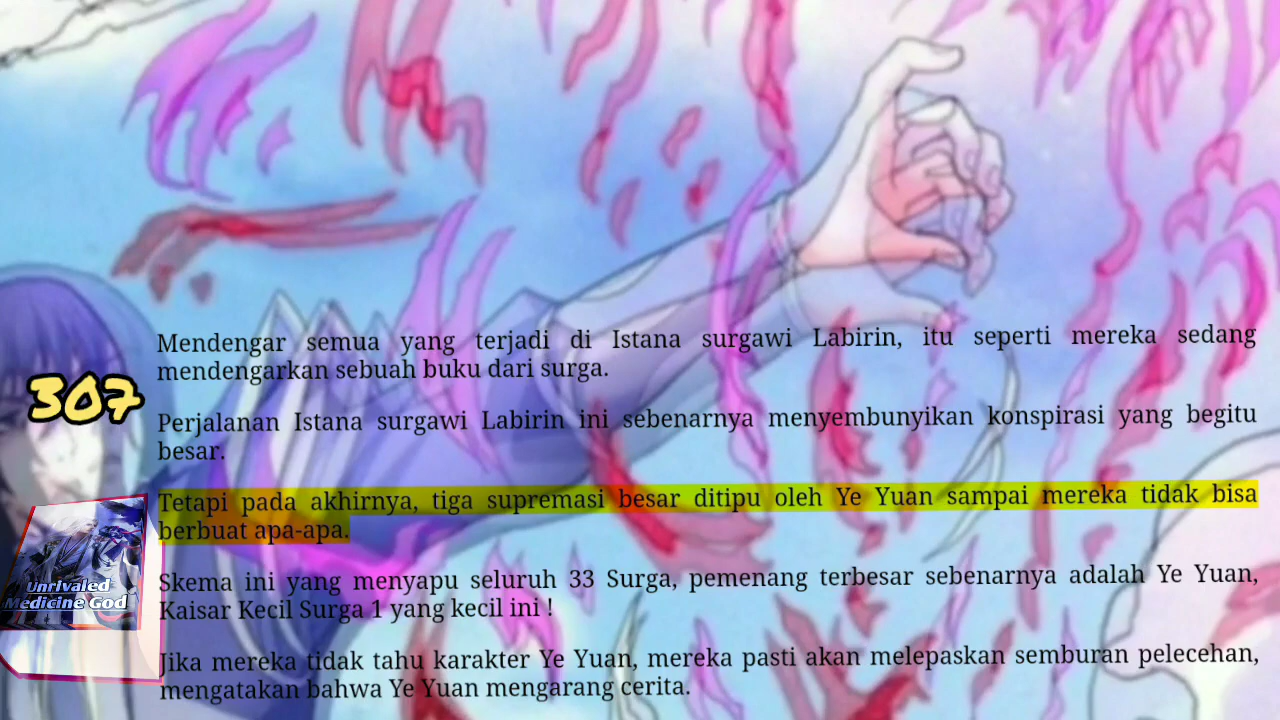 Mendengar semua yang terjadi di Istana surgawi Labirin, itu seperti mereka sedang
mendengarkan sebuah buku dari surga.
307
Perjalanan Istana surgawi Labirin ini sebenarnya menyembunyikan konspirasi yang begitu
besar.
Tetapi pada akhirnya, tiga supremasi besar ditipu oleh Ye Yuan sampai mereka tidak bisa
berbuat apa-apa.
Skema ini yang menyapu seluruh 33 Surga, pemenang terbesar sebenarnya adalah Ye Yuan,
Kaisar Kecil Surga 1 yang kecil ini !
Unrivaled
Medicine God
Jika mereka tidak tahu karakter Ye Yuan, mereka pasti akan melepaskan semburan pelecehan,
mengatakan bahwa Ye Yuan mengarang cerita.